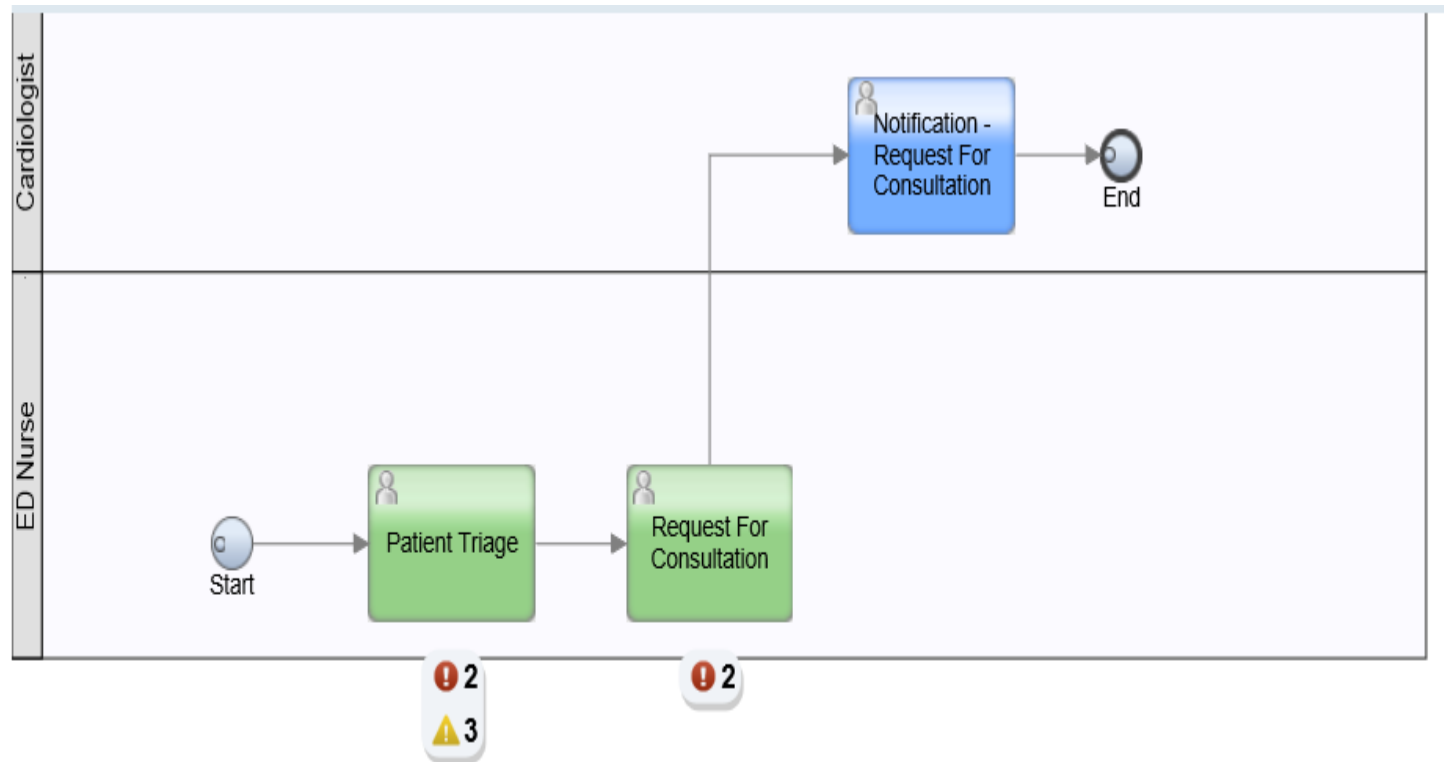 Cardiologist
Notification -
Request For
Consultation
End
ED Nurse
Start
Patient Triage
Request For
Consultation
2
3
2